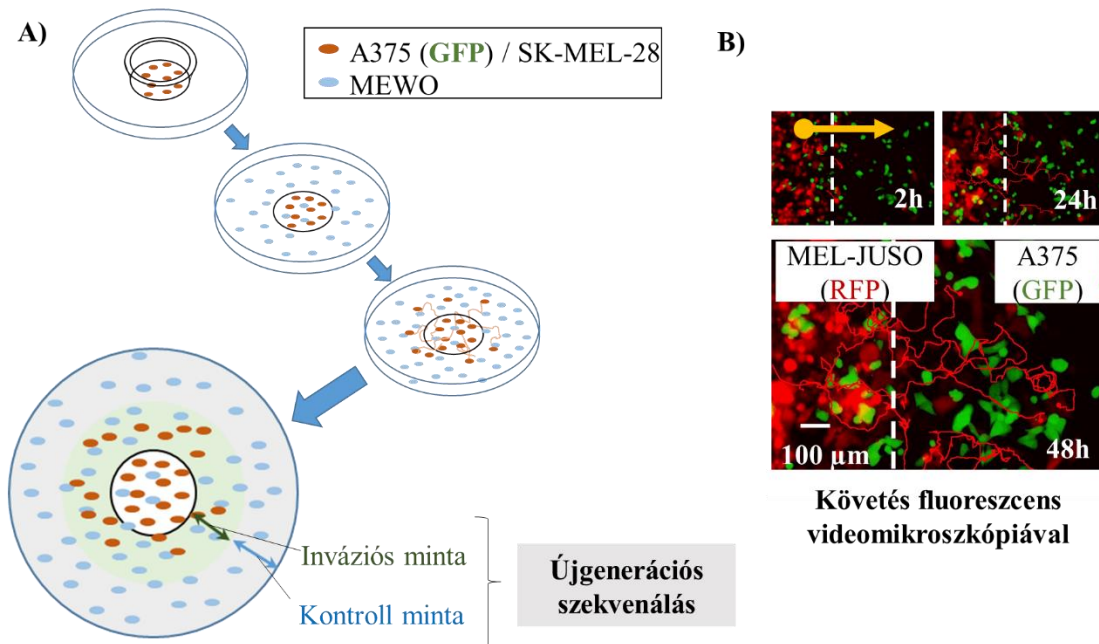 A)
A375 (GFP) / SK-MEL-28
MEWO
Inváziós minta
Kontroll minta
Újgenerációs
szekvenálás
B)
2h
24h
MEL-JUSO
(RFP)
A375
(GFP)
100 µm
48h
Követés fluoreszcens
videomikroszkópiával